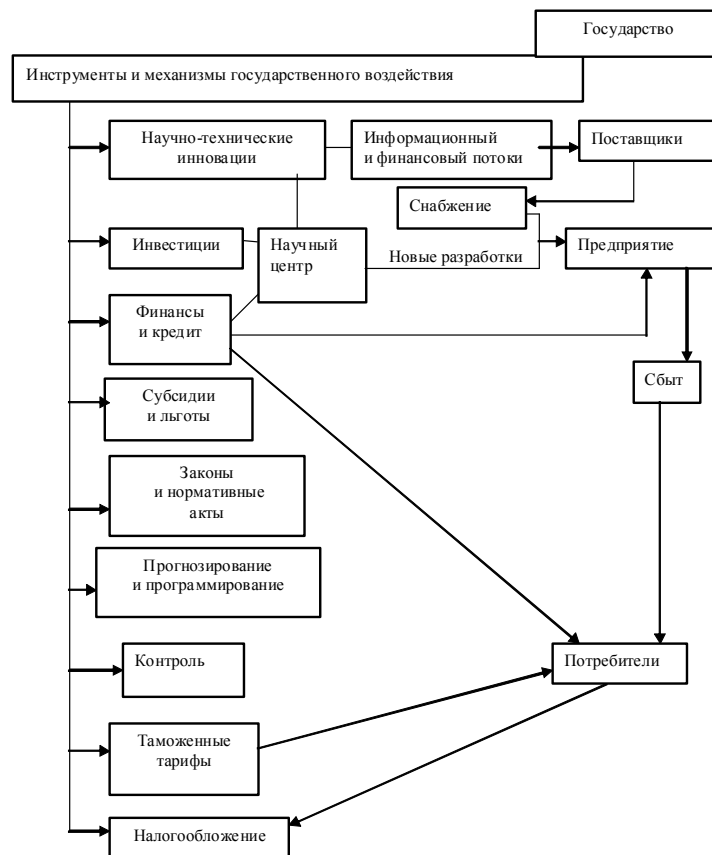 Государство
Инструменты и механизмы государственного воздействия
Научно-технические
инновации
Информационный
и финансовый потоки
Поставщики
Снабжение
Инвестиции
Научный
центр
Новые разработки
Предприятие
Финансы
и кредит
Сбыт
Субсидии
и льготы
Законы
и нормативные
акты
Прогнозирование
и программирование
Контроль
Потребители
Таможенные
тарифы
Налогообложение